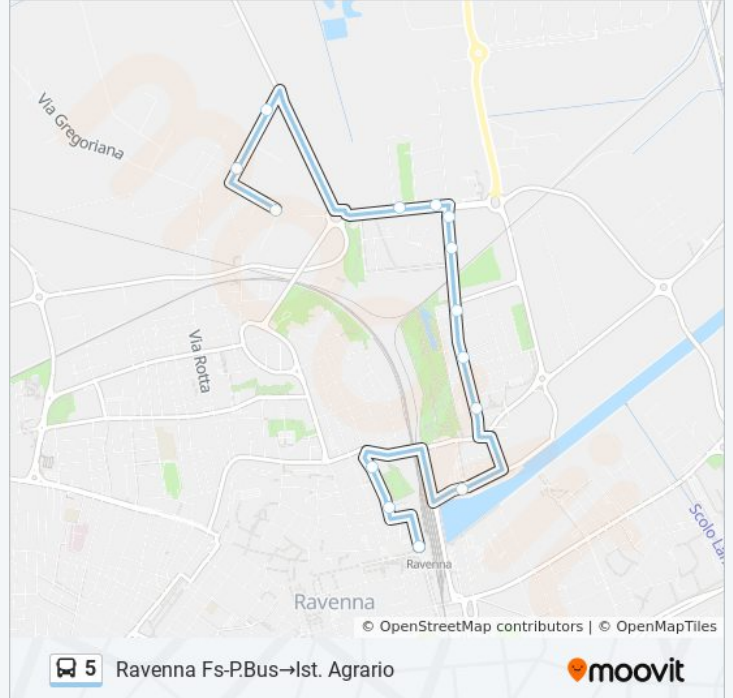 Via Gregoriana
Via Rotta
Scolo La
Ravenna
Ravenna
© OpenStreetMap contributors | © OpenMapTiles
5 Ravenna Fs-P.Bus→Ist. Agrario
moovit